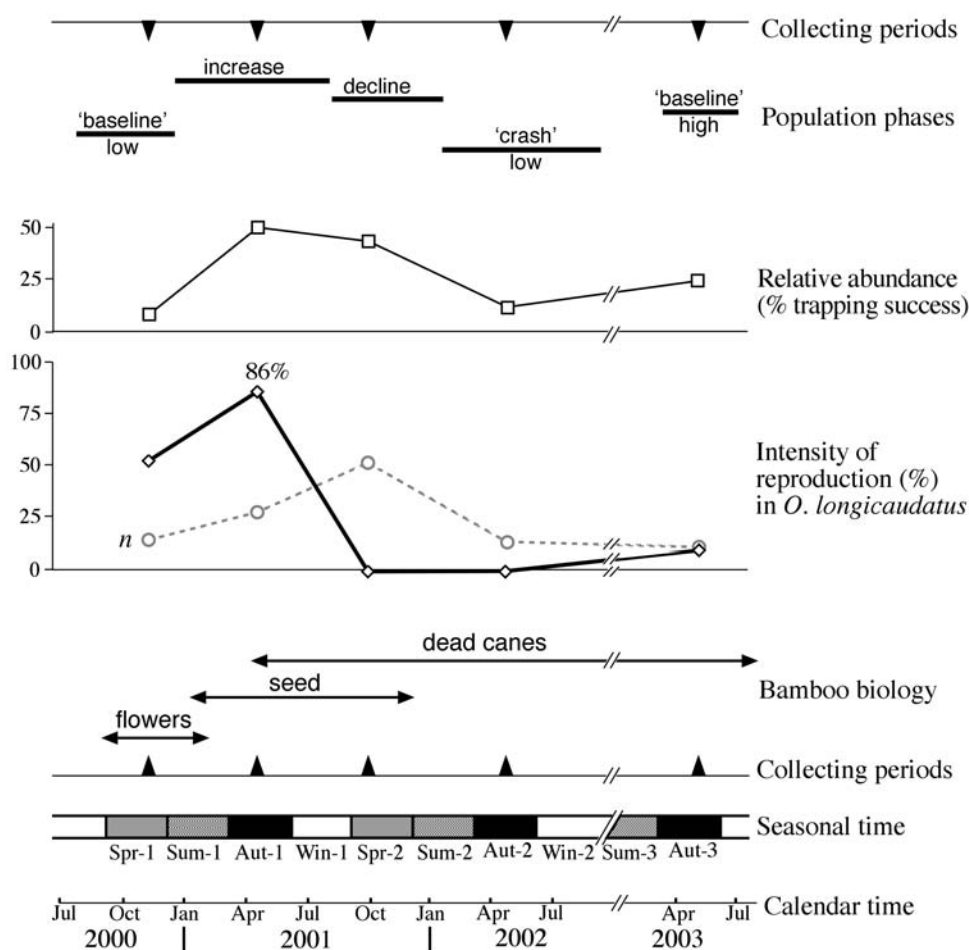 Collecting periods
increase
decline
'baseline'
low
'crash'
low
'baseline'
high
Population phases
50
25
0
Relative abundance
(% trapping success)
100
75
50
25
0
86%
n
Intensity of
reproduction (%)
in O. longicaudatus
dead canes
seed
flowers
Bamboo biology
Collecting periods
Seasonal time
Spr-1 Sum-1 Aut-1 Win-1 Spr-2 Sum-2 Aut-2 Win-2 Sum-3 Aut-3
Jul Oct Jan Apr Jul Oct Jan Apr Jul Apr Jul
Calendar time
2000 2001 2002 2003